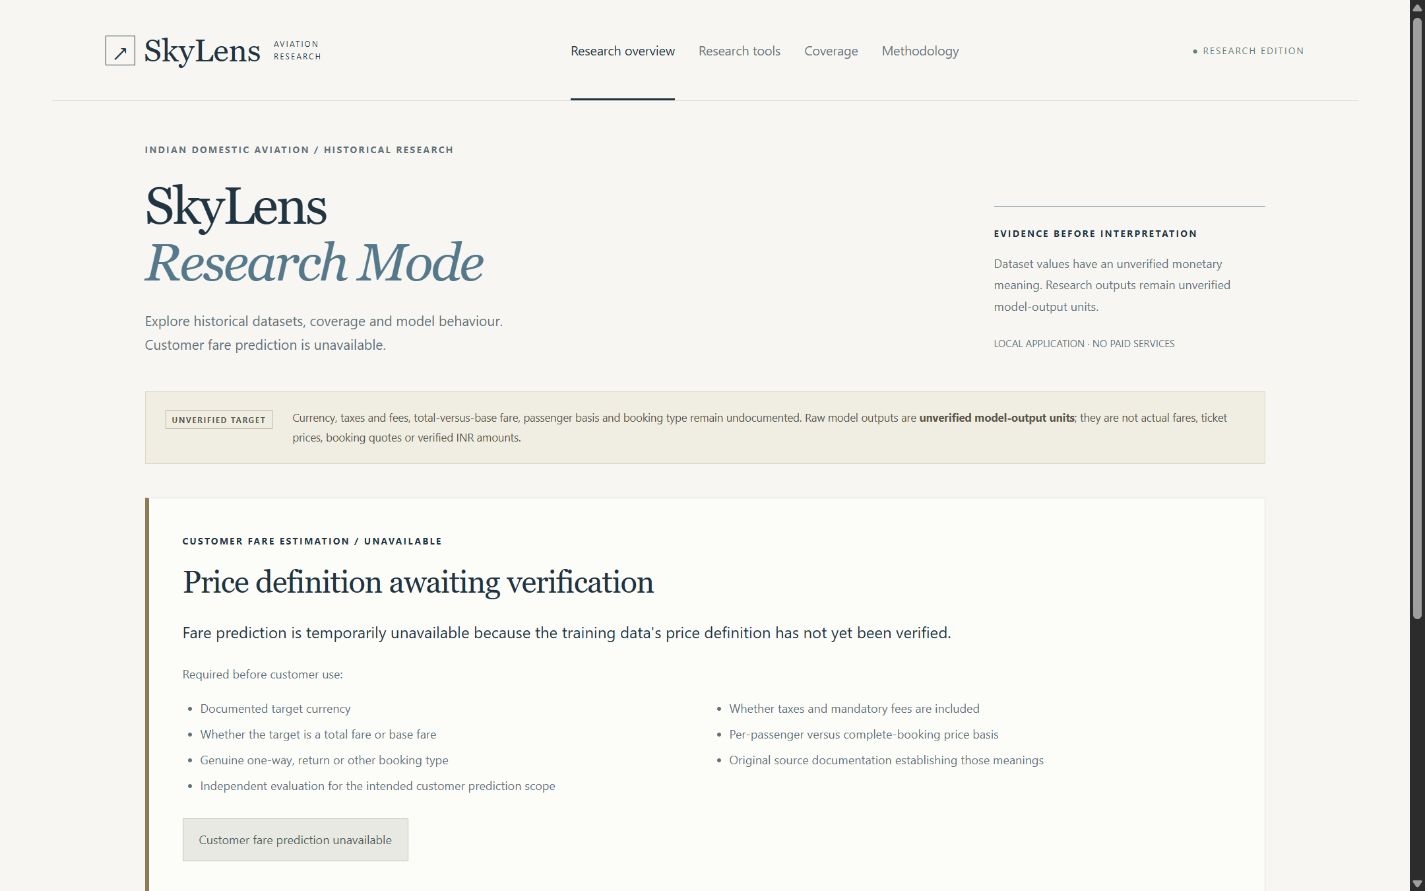 SkyLens
AVIATION
RESEARCH
Research overview
Research tools
Coverage
Methodology
RESEARCH EDITION
INDIAN DOMESTIC AVIATION / HISTORICAL RESEARCH
SkyLens
Research Mode
Explore historical datasets, coverage and model behaviour.
Customer fare prediction is unavailable.
EVIDENCE BEFORE INTERPRETATION
Dataset values have an unverified monetary
meaning. Research outputs remain unverified
model-output units.
LOCAL APPLICATION · NO PAID SERVICES
UNVERIFIED TARGET
Currency, taxes and fees, total-versus-base fare, passenger basis and booking type remain undocumented. Raw model outputs are unverified model-output units; they are not actual fares, ticket
prices, booking quotes or verified INR amounts.
CUSTOMER FARE ESTIMATION / UNAVAILABLE
Price definition awaiting verification
Fare prediction is temporarily unavailable because the training data's price definition has not yet been verified.
Required before customer use:
Documented target currency
Whether taxes and mandatory fees are included
Whether the target is a total fare or base fare
Per-passenger versus complete-booking price basis
Genuine one-way, return or other booking type
Original source documentation establishing those meanings
Independent evaluation for the intended customer prediction scope
Customer fare prediction unavailable